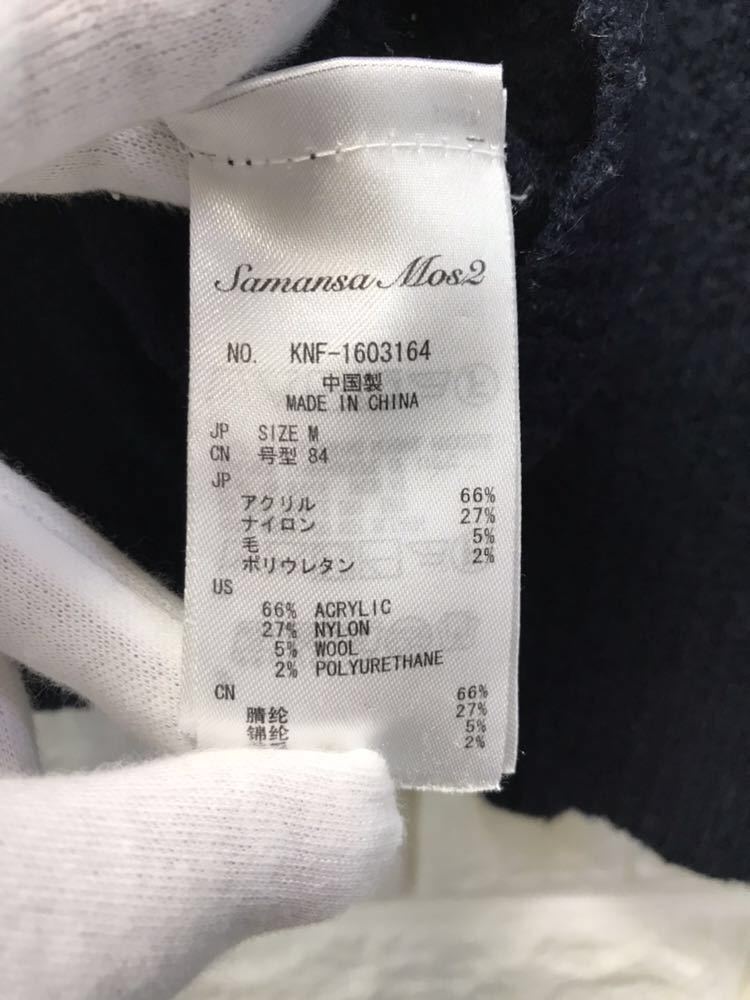 Samansa Mos2
NO. KNF-1603164
中国製
MADE IN CHINA
JP SIZE M
CN 号型 84
JP
アクリル 66%
ナイロン 27%
毛 5%
ポリウレタン 2%
US
66% ACRYLIC
27% NYLON
5% WOOL
2% POLYURETHANE
CN
腈纶 66%
锦纶 27%
5%
2%